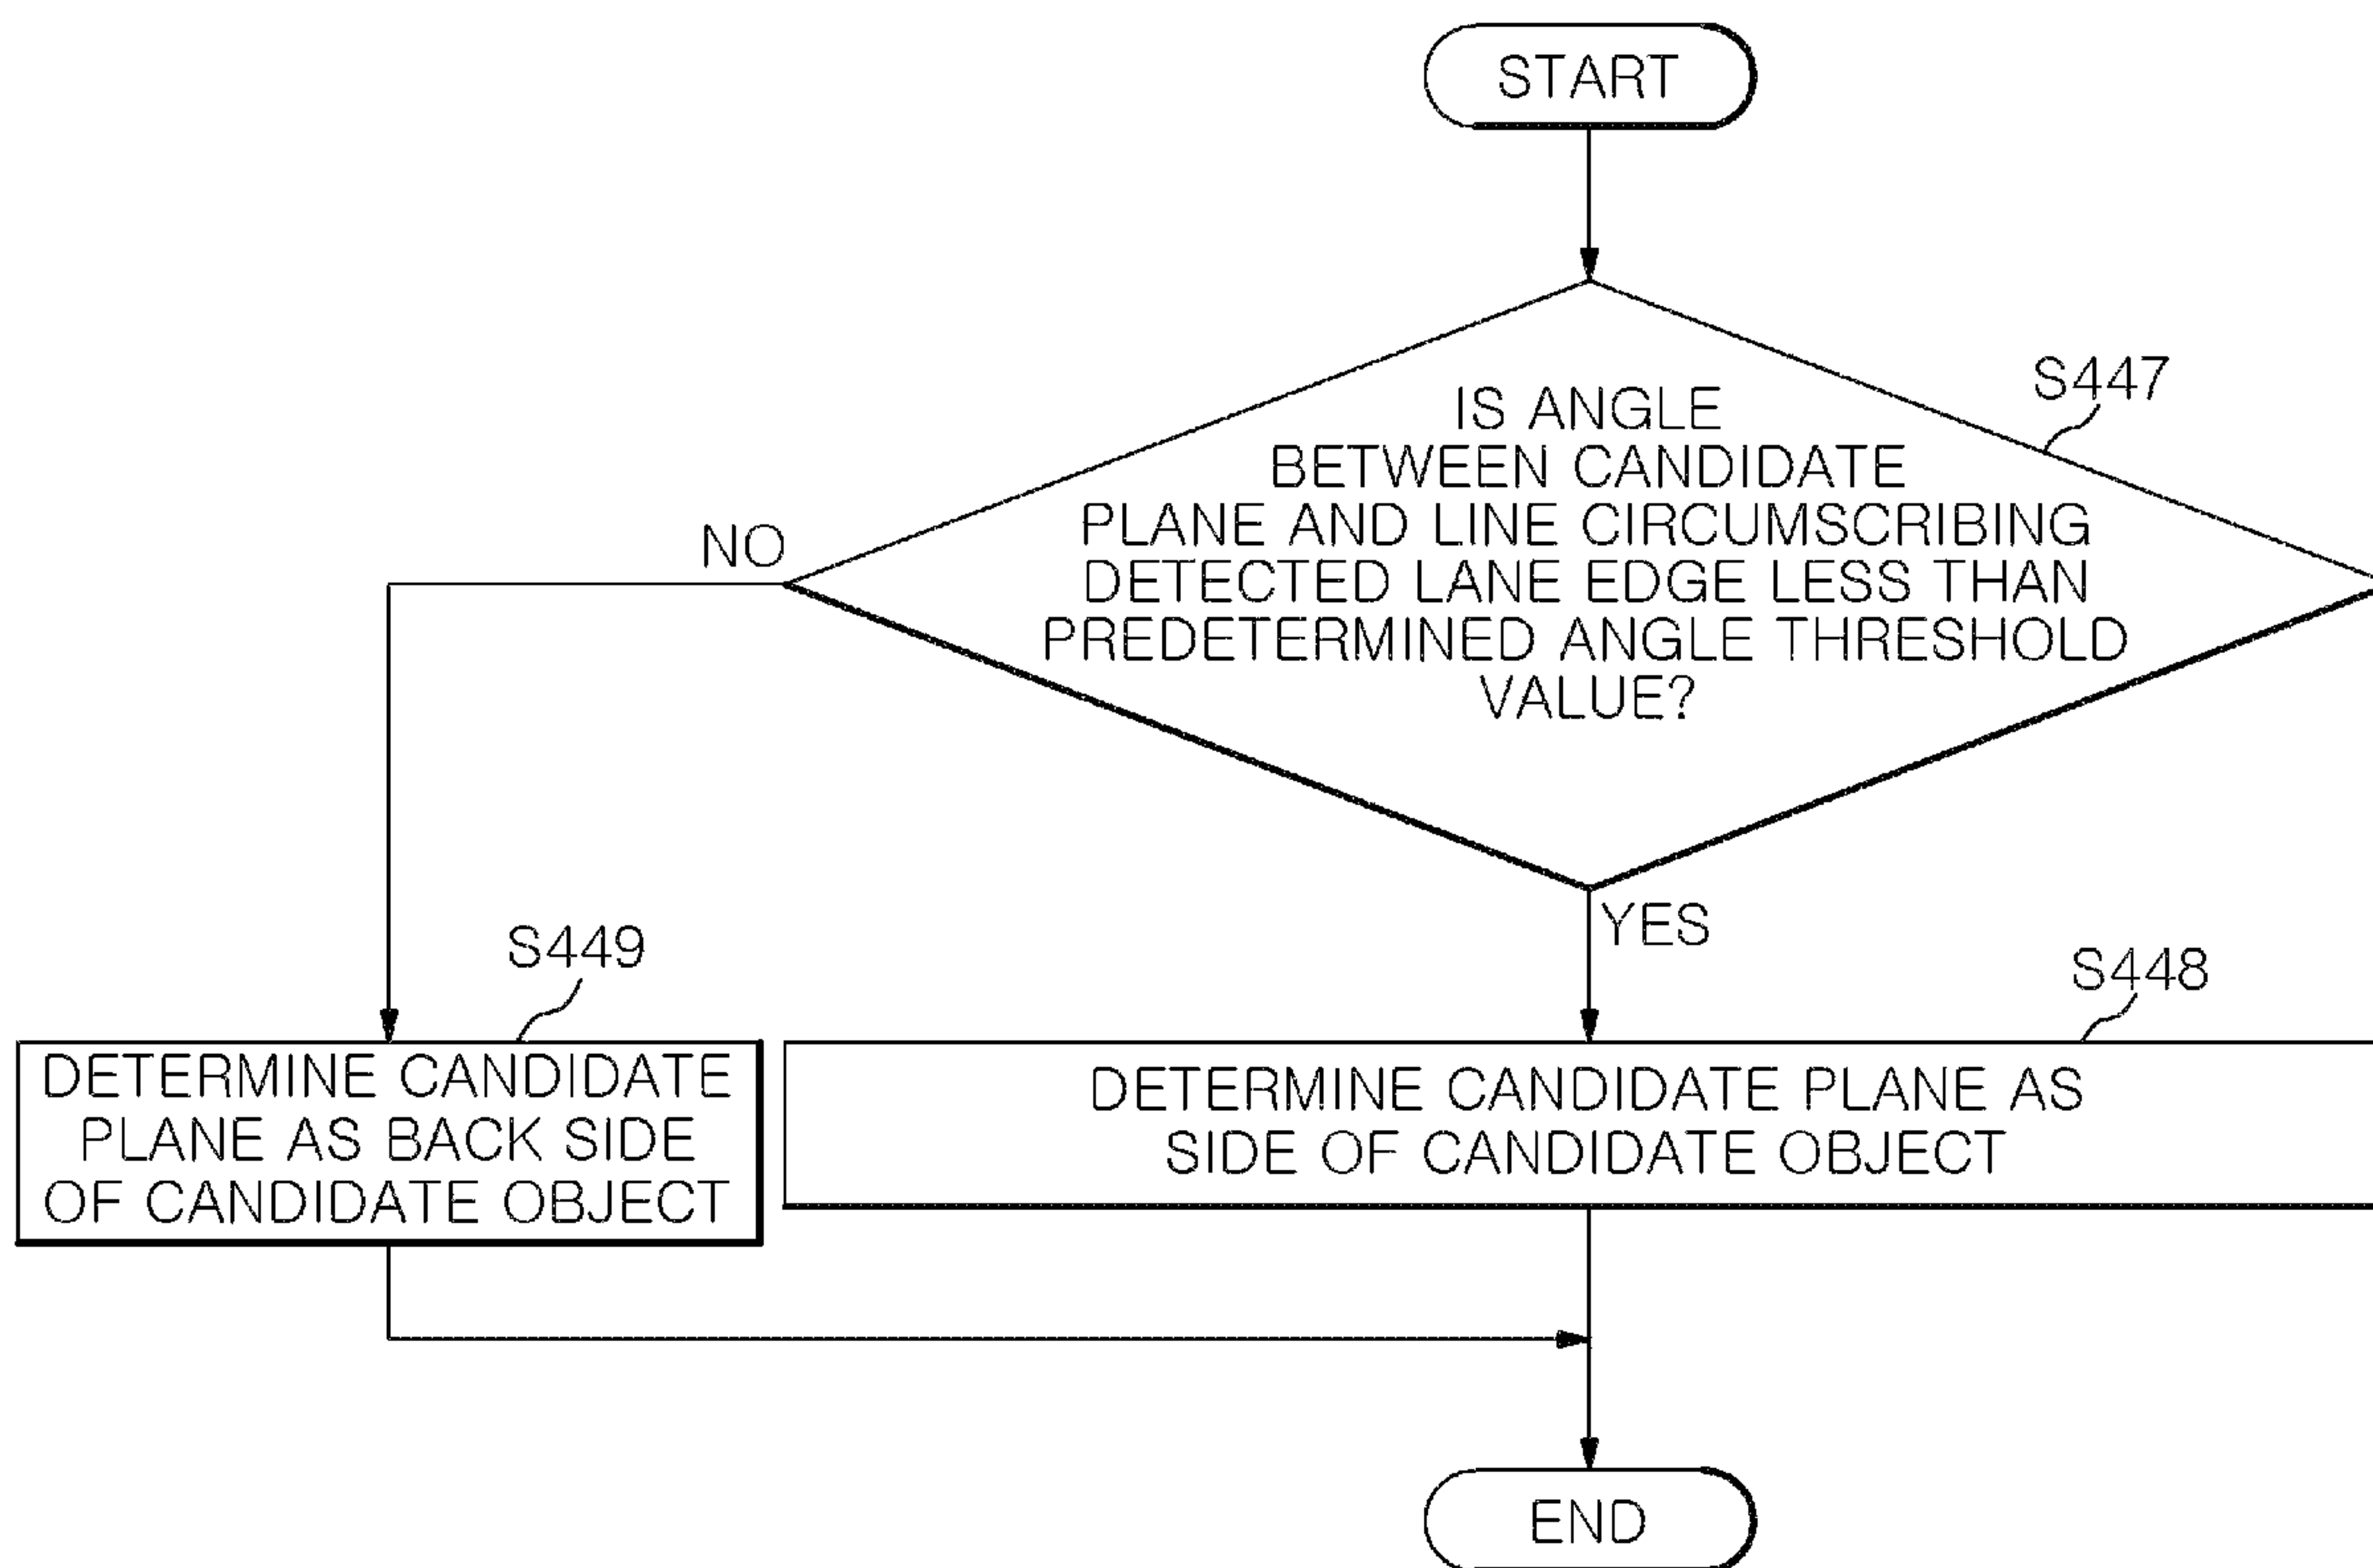 START
S447
IS ANGLE
BETWEEN CANDIDATE
PLANE AND LINE CIRCUMSCRIBING
DETECTED LANE EDGE LESS THAN
PREDETERMINED ANGLE THRESHOLD
VALUE?
NO
YES
S449
S448
DETERMINE CANDIDATE
PLANE AS BACK SIDE
OF CANDIDATE OBJECT
DETERMINE CANDIDATE PLANE AS
SIDE OF CANDIDATE OBJECT
END